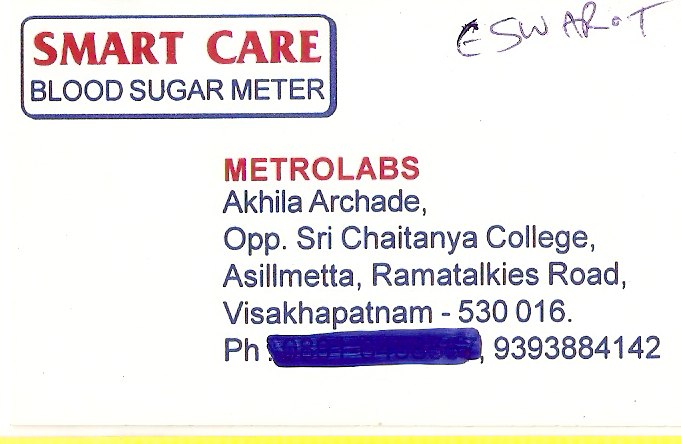 SMART CARE
BLOOD SUGAR METER
ESWAR.T
METROLABS
Akhila Archade,
Opp. Sri Chaitanya College,
Asillmetta, Ramatalkies Road,
Visakhapatnam - 530 016.
Ph : , 9393884142